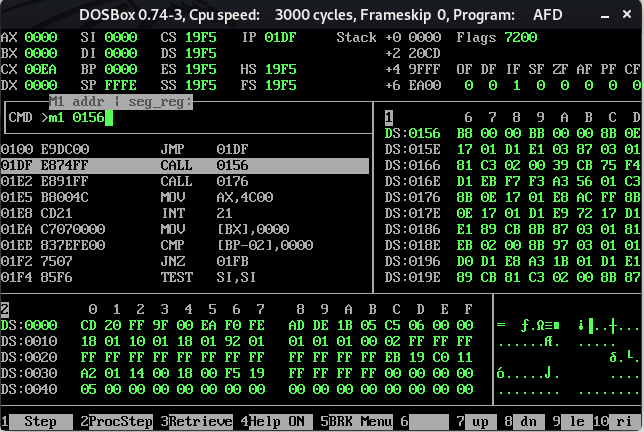 DOSBox 0.74-3, Cpu speed: 3000 cycles, Frameskip 0, Program: AFD
AX 0000 SI 0000 CS 19F5 IP 01DF Stack +0 0000 Flags 7200
BX 0000 DI 0000 DS 19F5 +2 20CD
CX 00EA BP 0000 ES 19F5 HS 19F5 +4 9FFF OF DF IF SF ZF AF PF CF
DX 0000 SP FFFE SS 19F5 FS 19F5 +6 EA00 0 0 1 0 0 0 0 0
M1 addr | seg_reg:
CMD >m1 0156
0100 E9DC00 JMP 01DF
01DF E874FF CALL 0156
01E2 E891FF CALL 0176
01E5 B8004C MOV AX,4C00
01E8 CD21 INT 21
01EA C7070000 MOV [BX],0000
01EE 837EFE00 CMP [BP-02],0000
01F2 7507 JNZ 01FB
01F4 85F6 TEST SI,SI
1 6 7 8 9 A B C D
DS:0156 B8 00 00 BB 00 00 8B 0E
DS:015E 17 01 D1 E1 03 87 03 01
DS:0166 81 C3 02 00 39 CB 75 F4
DS:016E D1 EB F7 F3 A3 56 01 C3
DS:0176 8B 0E 17 01 E8 AC FF 8B
DS:017E 0E 17 01 D1 E9 72 17 D1
DS:0186 E1 89 CB 8B 87 03 01 81
DS:018E EB 02 00 8B 97 03 01 01
DS:0196 D0 D1 E8 A3 1B 01 D1 E1
DS:019E 89 CB 81 C3 02 00 8B 87
2 0 1 2 3 4 5 6 7 8 9 A B C D E F
DS:0000 CD 20 FF 9F 00 EA F0 FE AD DE 1B 05 C5 06 00 00 = ƒ.Ω≡■ ¡▐..┼...
DS:0010 18 01 10 01 18 01 92 01 01 01 01 00 02 FF FF FF ......Æ.
DS:0020 FF FF FF FF FF FF FF FF FF FF FF FF EB 19 C0 11 δ.└.
DS:0030 A2 01 14 00 18 00 F5 19 FF FF FF FF 00 00 00 00 ó.....⌡. ....
DS:0040 05 00 00 00 00 00 00 00 00 00 00 00 00 00 00 00 ........ ........
1 Step 2ProcStep 3Retrieve 4Help ON 5BRK Menu 6 7 up 8 dn 9 le 10 ri